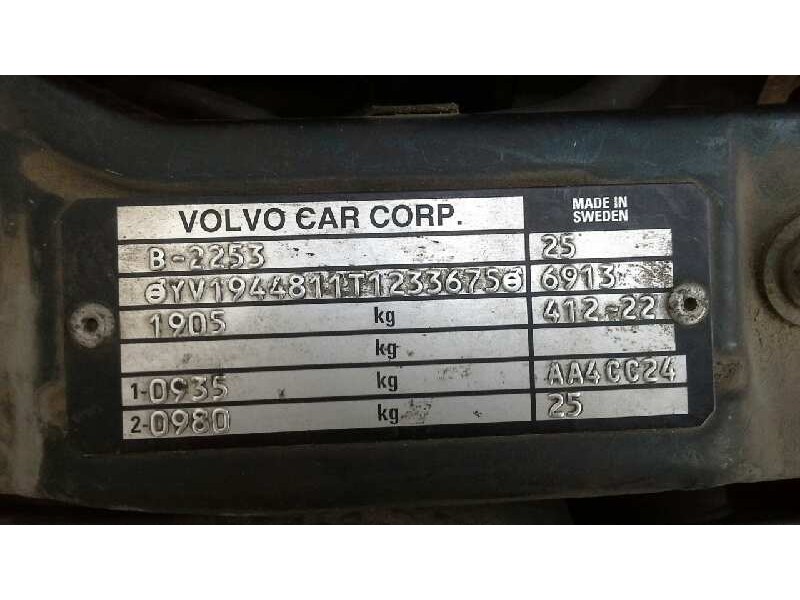 VOLVO CAR CORP. MADE IN SWEDEN
B-2253 25
YV1944811T1233675 6913
1905 kg 412-22
kg
1-0935 kg AA4CC24
2-0980 kg 25